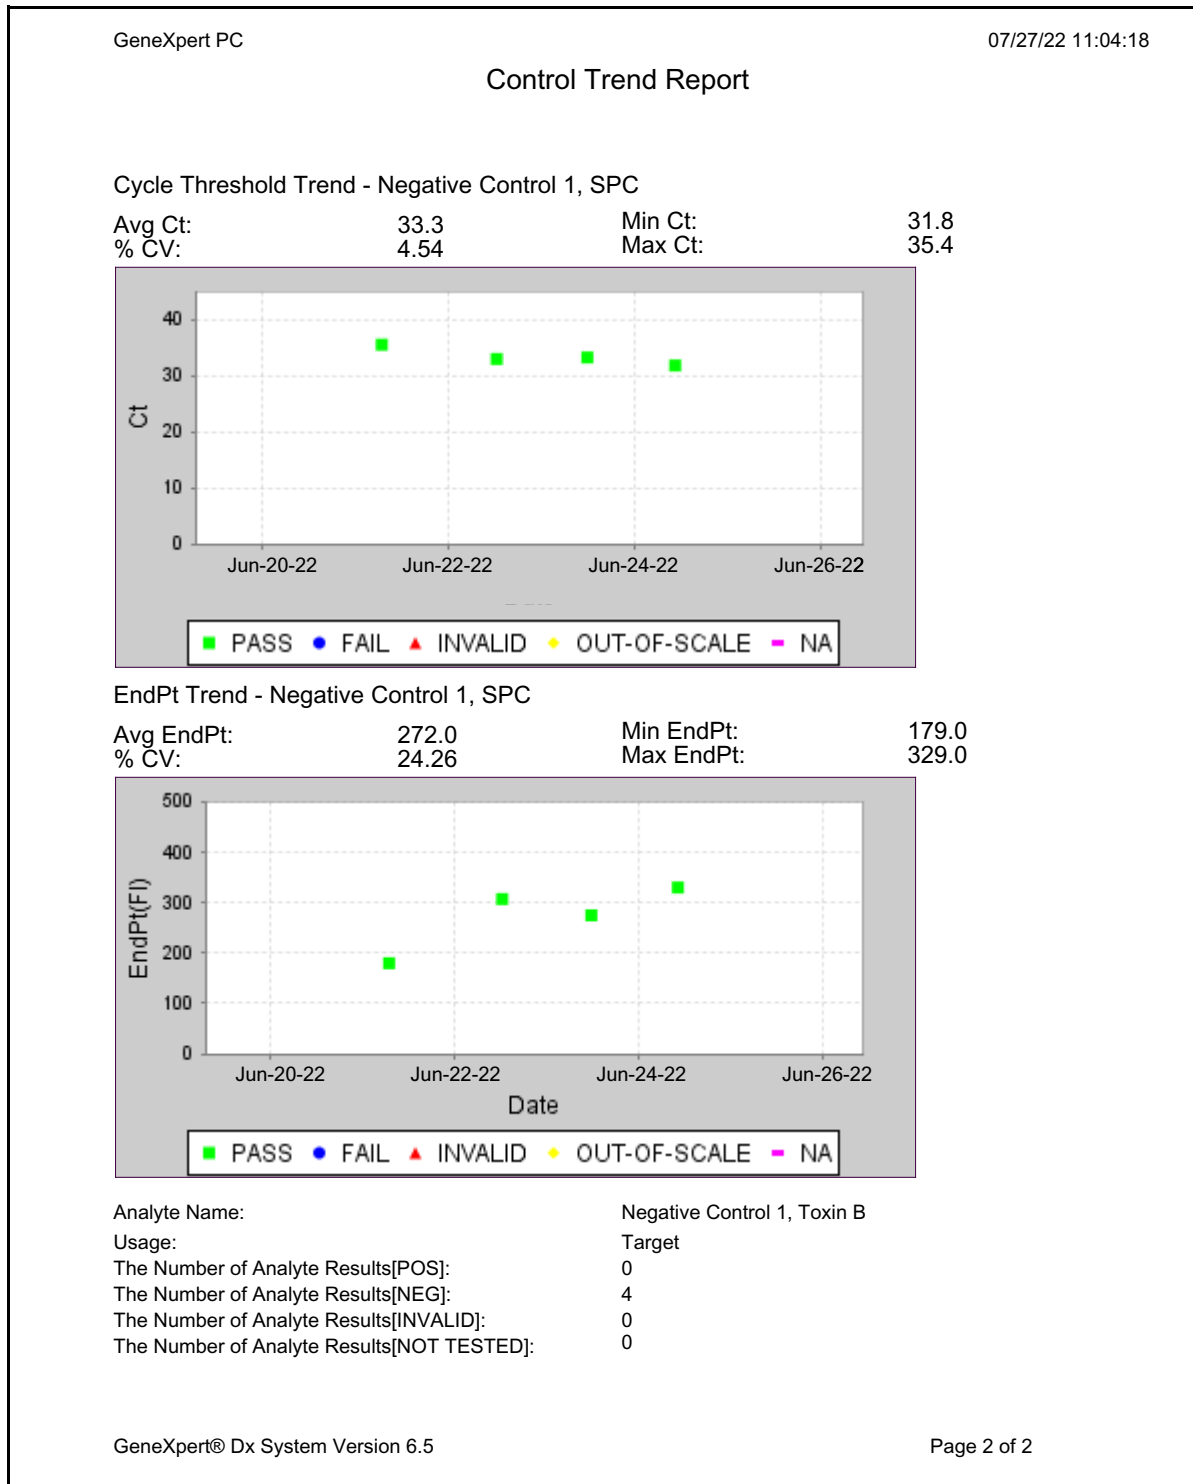 GeneXpert PC 07/27/22 11:04:18
Control Trend Report
Cycle Threshold Trend - Negative Control 1, SPC
Avg Ct: 33.3 Min Ct: 31.8
% CV: 4.54 Max Ct: 35.4
40
30
20
10
0
Ct
Jun-20-22 Jun-22-22 Jun-24-22 Jun-26-22
PASS FAIL INVALID OUT-OF-SCALE NA
EndPt Trend - Negative Control 1, SPC
Avg EndPt: 272.0 Min EndPt: 179.0
% CV: 24.26 Max EndPt: 329.0
500
400
300
200
100
0
EndPt(Fl)
Jun-20-22 Jun-22-22 Jun-24-22 Jun-26-22
Date
PASS FAIL INVALID OUT-OF-SCALE NA
Analyte Name: Negative Control 1, Toxin B
Usage: Target
The Number of Analyte Results[POS]: 0
The Number of Analyte Results[NEG]: 4
The Number of Analyte Results[INVALID]: 0
The Number of Analyte Results[NOT TESTED]: 0
GeneXpert® Dx System Version 6.5 Page 2 of 2